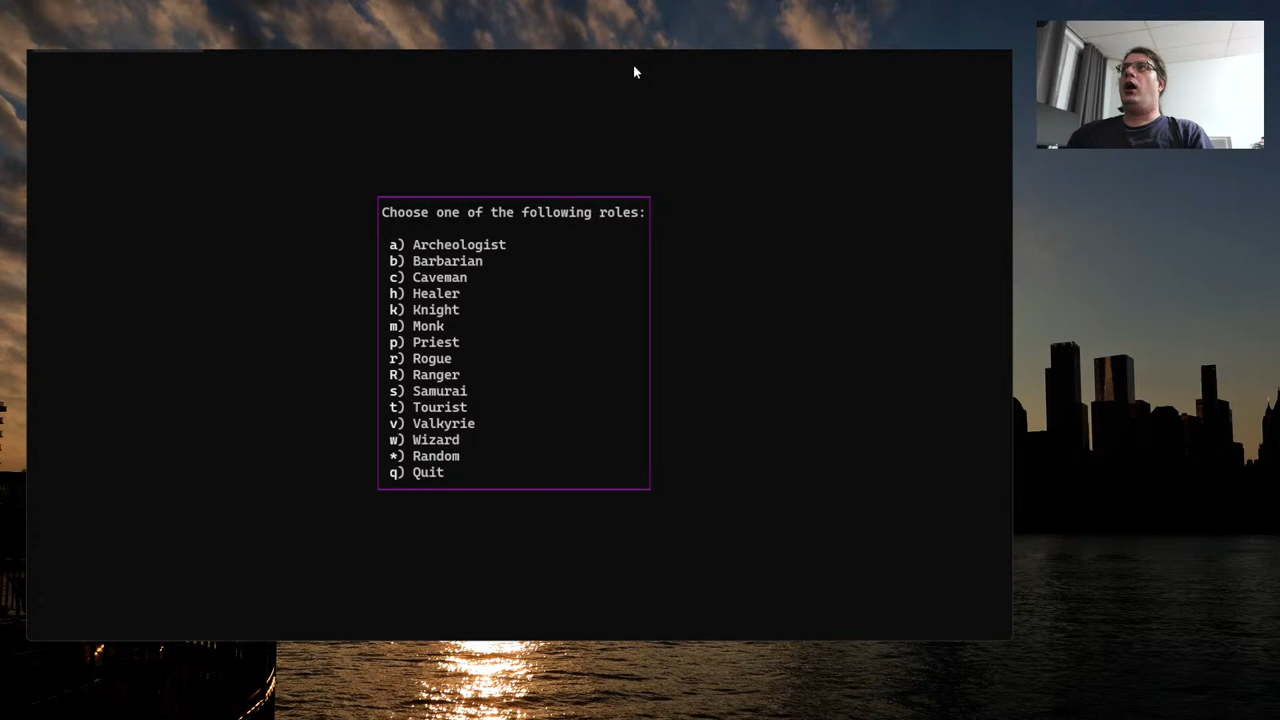 Choose one of the following roles:
a) Archeologist
b) Barbarian
c) Caveman
h) Healer
k) Knight
m) Monk
p) Priest
r) Rogue
R) Ranger
s) Samurai
t) Tourist
v) Valkyrie
w) Wizard
*) Random
q) Quit